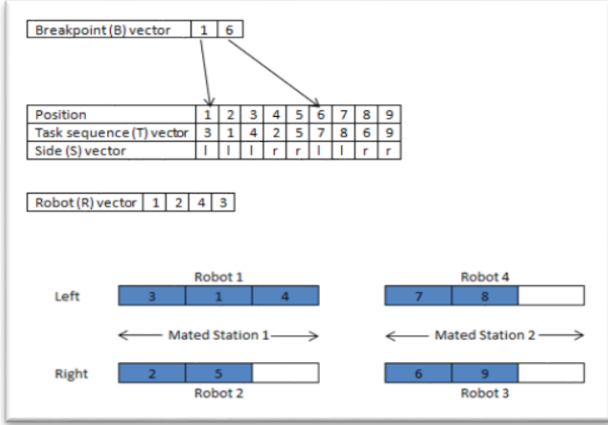 Breakpoint (B) vector 1 6
Position 1 2 3 4 5 6 7 8 9
Task sequence (T) vector 3 1 4 2 5 7 8 6 9
Side (S) vector l l l r r l l r r
Robot (R) vector 1 2 4 3
Robot 1 Robot 4
Left 3 1 4 7 8
Mated Station 1 Mated Station 2
Right 2 5 6 9
Robot 2 Robot 3